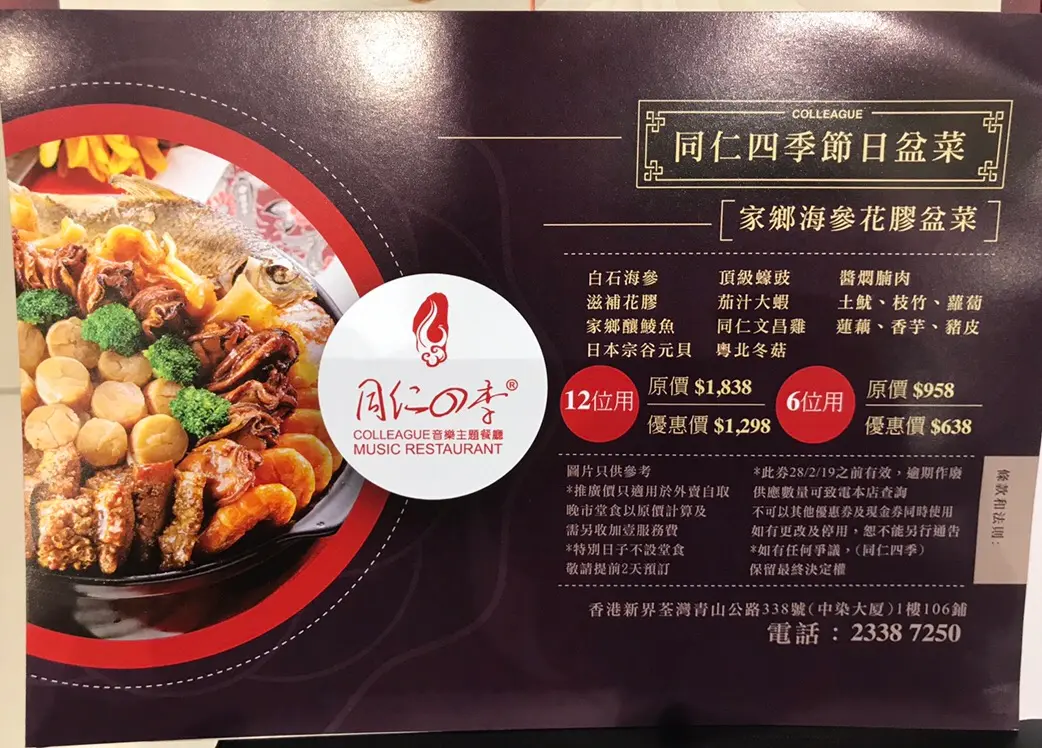 COLLEAGUE
同仁四季節日盆菜
家鄉海參花膠盆菜
白石海參 頂級蠔豉 醬燜腩肉
滋補花膠 茄汁大蝦 土魷、枝竹、蘿蔔
家鄉釀鯪魚 同仁文昌雞 蓮藕、香芋、豬皮
日本宗谷元貝 粵北冬菇
12位用
原價 $1,838
優惠價 $1,298
6位用
原價 $958
優惠價 $638
同仁四季®
COLLEAGUE 音樂主題餐廳
MUSIC RESTAURANT
圖片只供參考
*推廣價只適用於外賣自取
晚市堂食以原價計算及
需另收加壹服務費
*特別日子不設堂食
敬請提前2天預訂
*此券28/2/19之前有效，逾期作廢
供應數量可致電本店查詢
不可以其他優惠券及現金券同時使用
如有更改及停用，恕不能另行通告
*如有任何爭議，(同仁四季)
保留最終決定權
條款和法則：
香港新界荃灣青山公路338號(中染大厦)1樓106鋪
電話：2338 7250